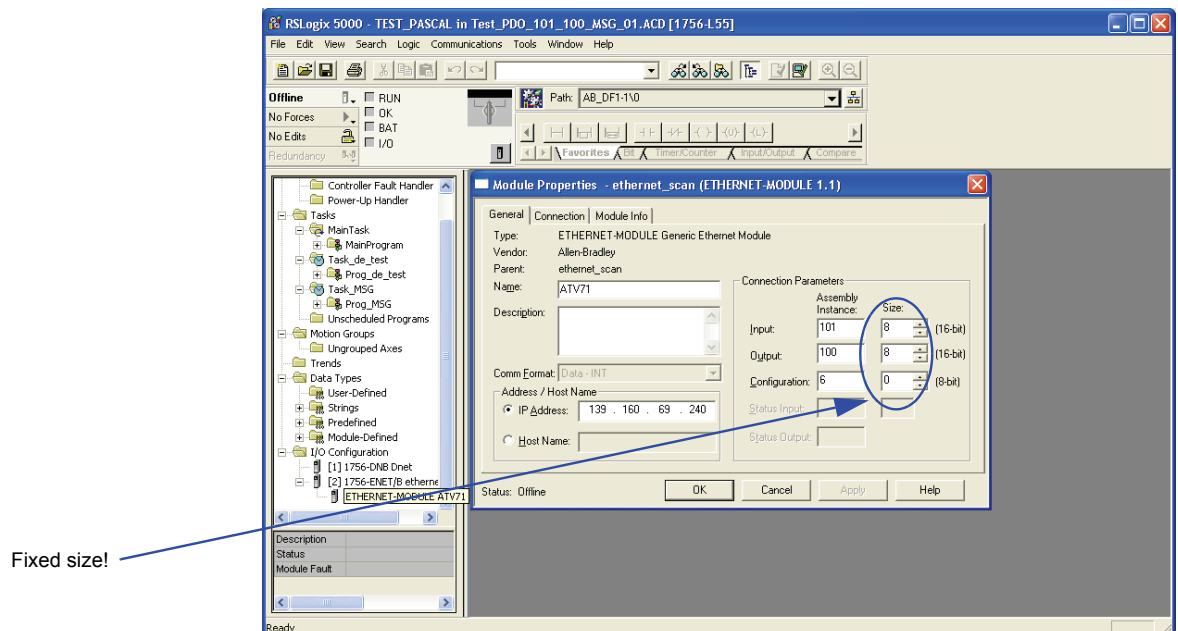 RSLogix 5000 - TEST_PASCAL in Test_PDO_101_100_MSG_01.ACD [1756-L55]
File Edit View Search Logic Communications Tools Window Help
Offline
RUN
No Forces
OK
No Edits
BAT
Redundancy
I/O
Path: AB_DF1-1\0
Favorites Bit Timer/Counter Input/Output Compare
Controller Fault Handler
Power-Up Handler
Tasks
MainTask
MainProgram
Task_de_test
Prog_de_test
Task_MSG
Prog_MSG
Unscheduled Programs
Motion Groups
Ungrouped Axes
Trends
Data Types
User-Defined
Strings
Predefined
Module-Defined
I/O Configuration
[1] 1756-DNB Dnet
[2] 1756-ENET/B etherne
ETHERNET-MODULE ATV71
Description
Status
Module Fault
Module Properties - ethernet_scan (ETHERNET-MODULE 1.1)
General Connection Module Info
Type: ETHERNET-MODULE Generic Ethernet Module
Vendor: Allen-Bradley
Parent: ethernet_scan
Name: ATV71
Description:
Comm Format: Data - INT
Address / Host Name
IP Address: 139 . 160 . 69 . 240
Host Name:
Connection Parameters
Assembly
Instance: Size:
Input: 101 8 (16-bit)
Output: 100 8 (16-bit)
Configuration: 6 0 (8-bit)
Status Input:
Status Output:
Status: Offline
OK Cancel Apply Help
Fixed size!
Ready